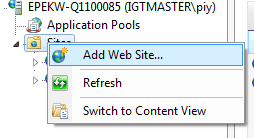 EPEKW-Q1100085 (IGTMASTER\piy)
Application Pools
Sites
Add Web Site...
Refresh
Switch to Content View